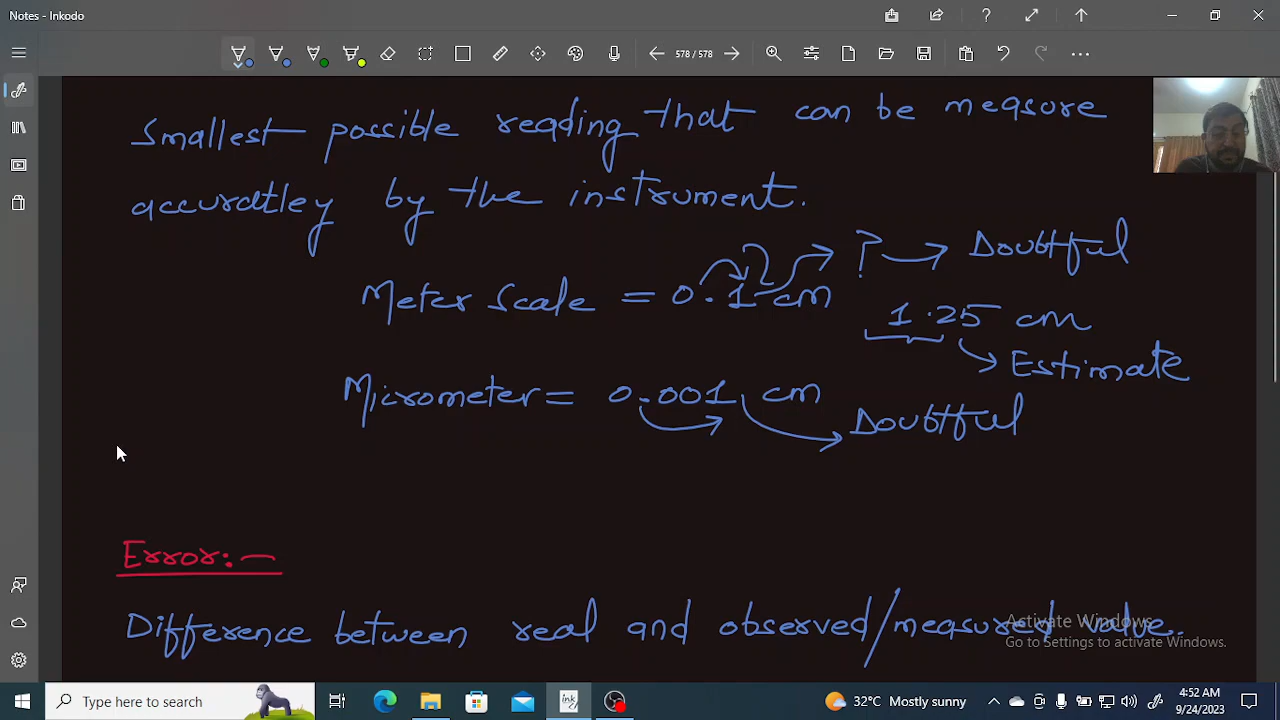 Notes - Inkodo
578 / 578
Smallest possible reading that can be measure
accuratley by the instrument.
Meter Scale = 0.1 cm ? → Doubtful
1.25 cm
Estimate
Micrometer = 0.001 cm Doubtful
Error:-
Difference between real and observed/measured value.
Activate Windows
Go to Settings to activate Windows.
Type here to search
32°C Mostly sunny
4:52 AM
9/24/2023